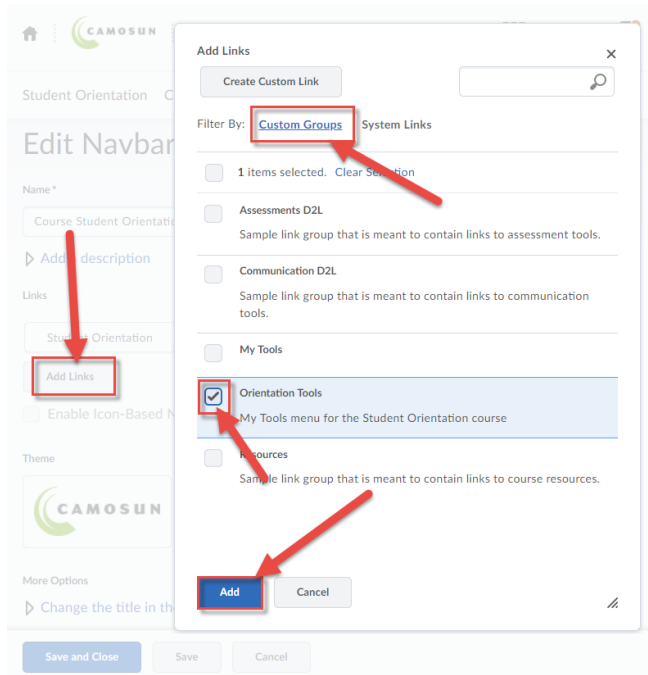 CAMOSUN
Student Orientation C
Edit Navbar
Name *
Course Student Orientatio
Add a description
Links
Student Orientation
Add Links
Enable Icon-Based N
Theme
CAMOSUN
More Options
Change the title in th
Save and Close Save Cancel
Add Links
Create Custom Link
Filter By: Custom Groups System Links
1 items selected. Clear Selection
Assessments D2L
Sample link group that is meant to contain links to assessment tools.
Communication D2L
Sample link group that is meant to contain links to communication
tools.
My Tools
Orientation Tools
My Tools menu for the Student Orientation course
Resources
Sample link group that is meant to contain links to course resources.
Add Cancel